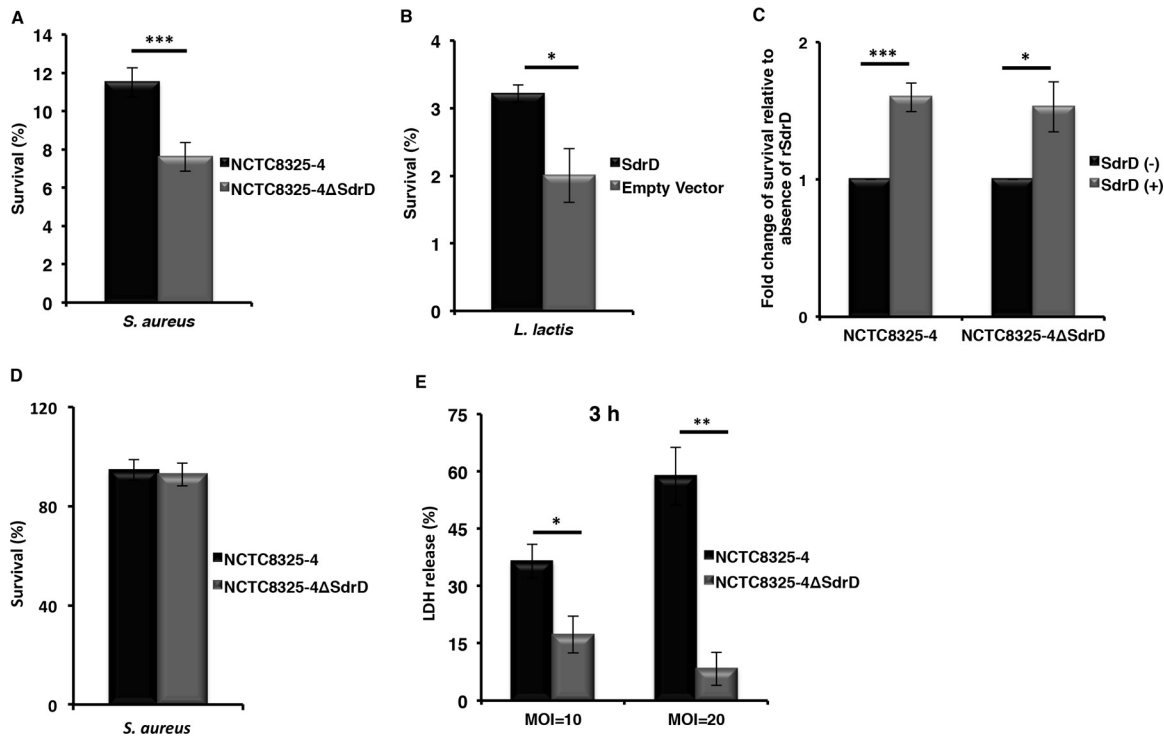 A
14
12
10
8
6
4
2
0
Survival (%)
***
NCTC8325-4
NCTC8325-4ΔSdrD
S. aureus
B
4
3
2
1
0
Survival (%)
*
SdrD
Empty Vector
L. lactis
C
2
1
0
Fold change of survival relative to
absence of rSdrD
***
*
SdrD (-)
SdrD (+)
NCTC8325-4
NCTC8325-4ΔSdrD
D
120
80
40
0
Survival (%)
NCTC8325-4
NCTC8325-4ΔSdrD
S. aureus
E
3 h
75
60
45
30
15
0
LDH release (%)
*
**
NCTC8325-4
NCTC8325-4ΔSdrD
MOI=10
MOI=20